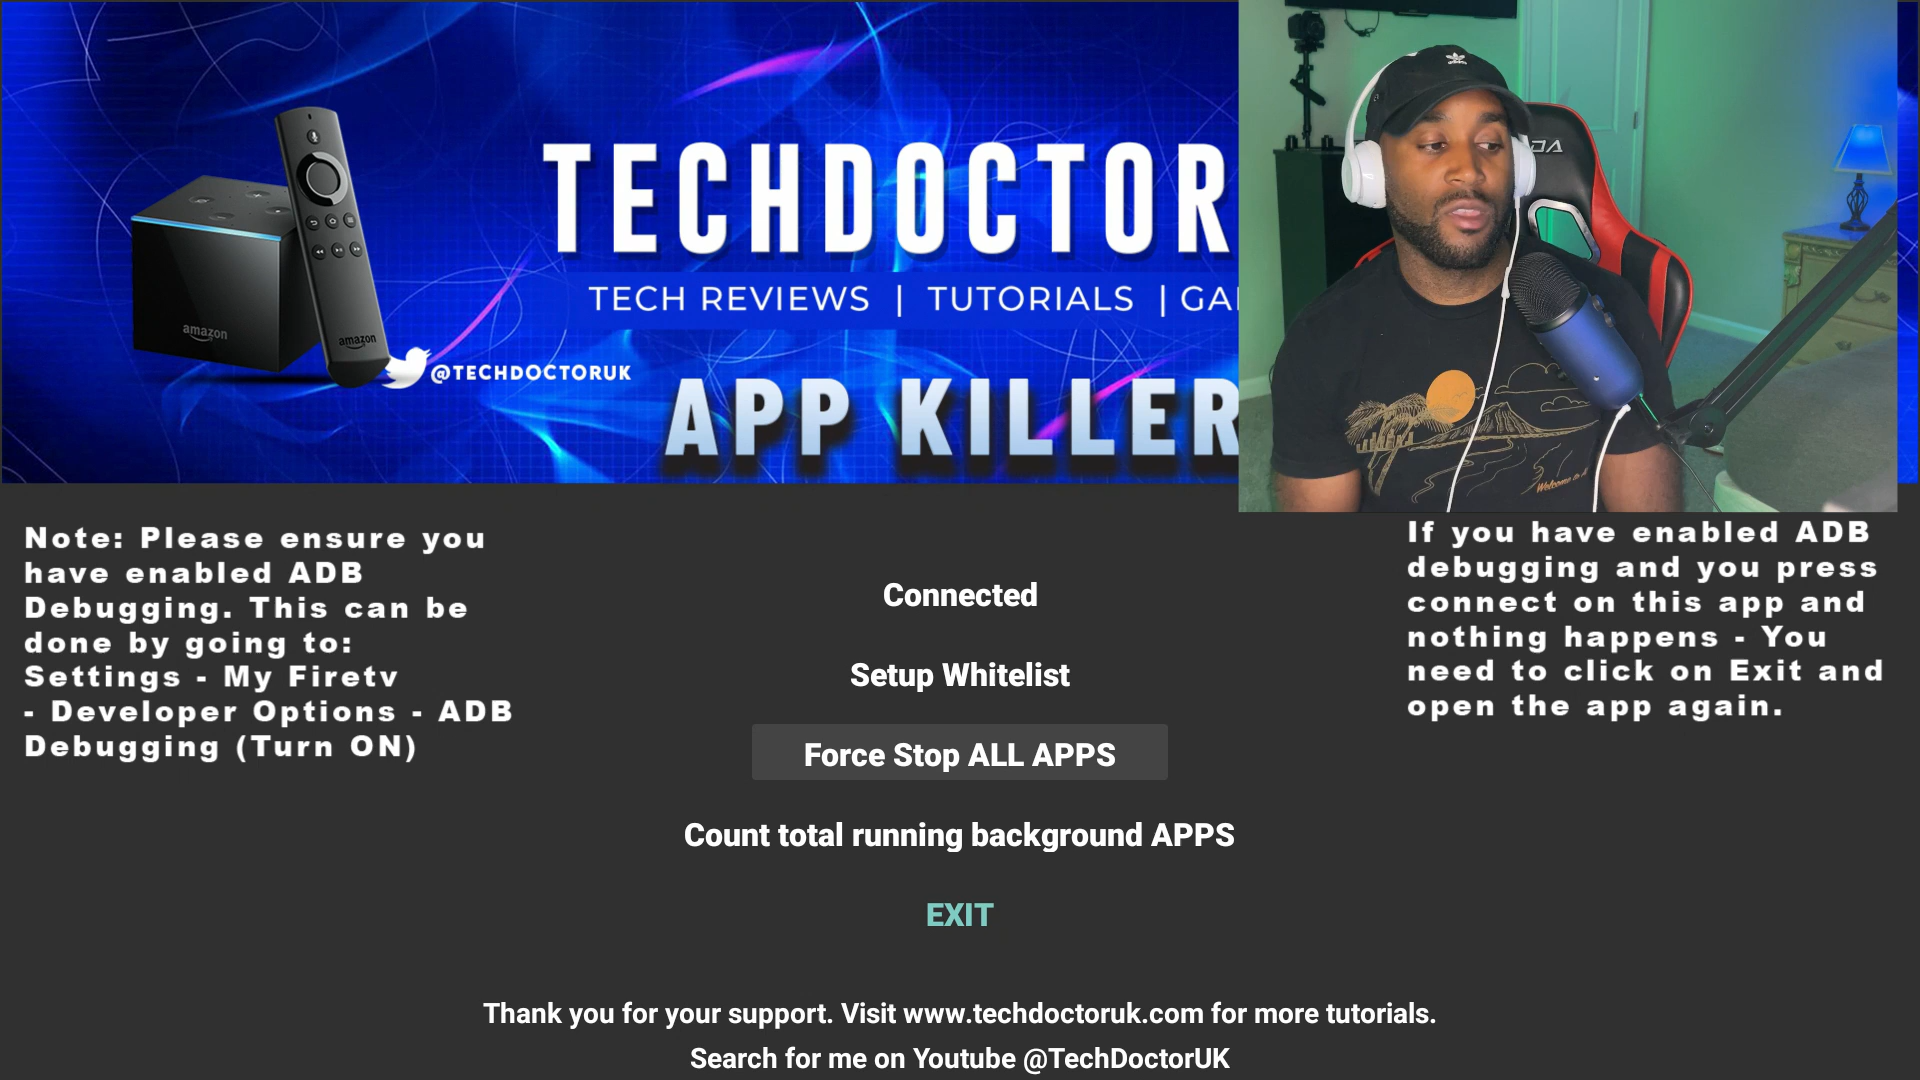 TECHDOCTOR
TECH REVIEWS | TUTORIALS | GA
amazon
amazon
@TECHDOCTORUK
APP KILLER
DA
Welcome to
Note: Please ensure you
have enabled ADB
Debugging. This can be
done by going to:
Settings - My Firetv
- Developer Options - ADB
Debugging (Turn ON)
Connected
Setup Whitelist
Force Stop ALL APPS
Count total running background APPS
EXIT
If you have enabled ADB
debugging and you press
connect on this app and
nothing happens - You
need to click on Exit and
open the app again.
Thank you for your support. Visit www.techdoctoruk.com for more tutorials.
Search for me on Youtube @TechDoctorUK